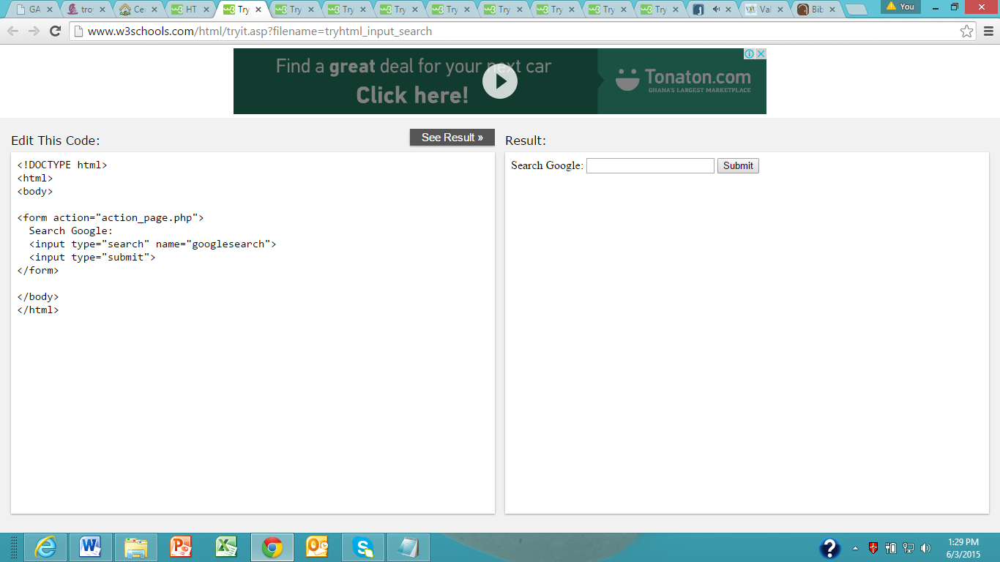 GA
tro
Ce
HT
Try
Try
Try
Try
Try
Try
Try
Try
Try
Val
Bib
You
www.w3schools.com/html/tryit.asp?filename=tryhtml_input_search
Find a great deal for your next car
Click here!
Tonaton.com
GHANA'S LARGEST MARKETPLACE
Edit This Code:
See Result »
Result:
<!DOCTYPE html>
<html>
<body>
<form action="action_page.php">
Search Google:
<input type="search" name="googlesearch">
<input type="submit">
</form>
</body>
</html>
Search Google:
Submit
1:29 PM
6/3/2015